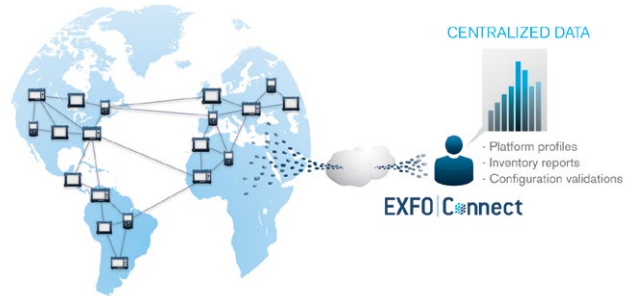 CENTRALIZED DATA
- Platform profiles
- Inventory reports
- Configuration validations
EXFO|Connect